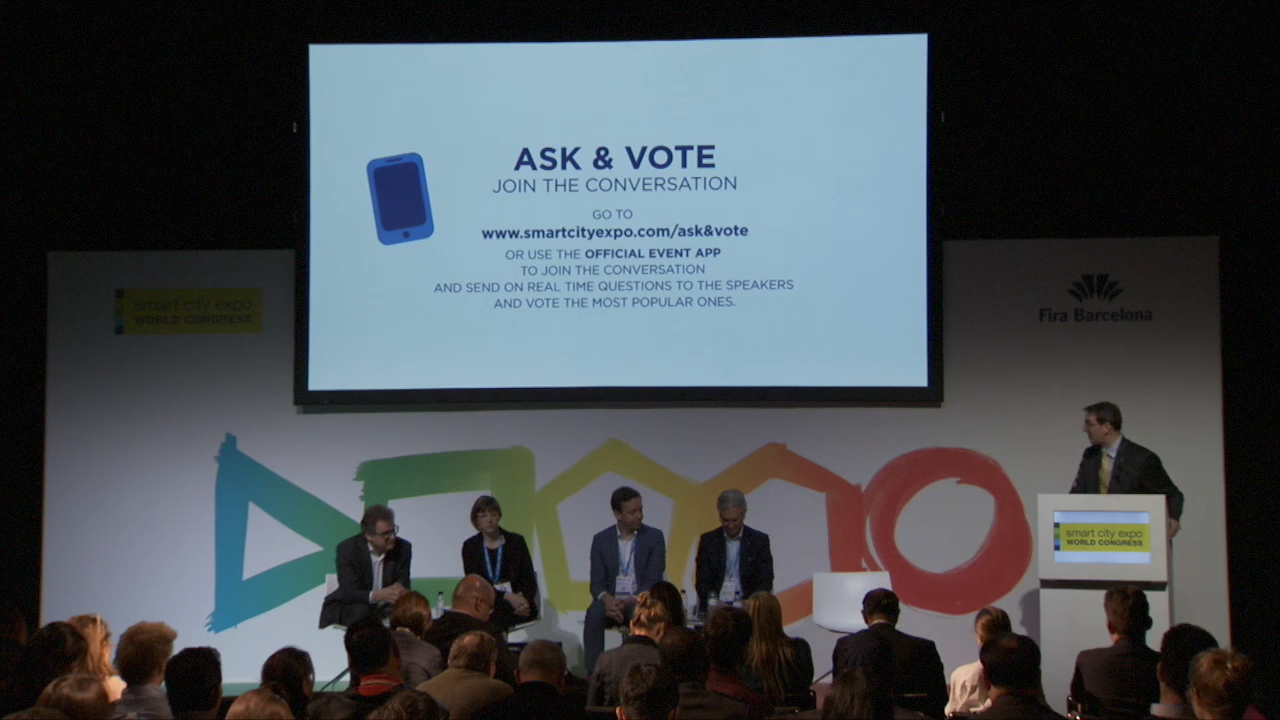 ASK & VOTE
JOIN THE CONVERSATION
GO TO
www.smartcityexpo.com/ask&vote
OR USE THE OFFICIAL EVENT APP
TO JOIN THE CONVERSATION
AND SEND ON REAL TIME QUESTIONS TO THE SPEAKERS
AND VOTE THE MOST POPULAR ONES.
smart city expo
WORLD CONGRESS
Fira Barcelona
smart city expo
WORLD CONGRESS